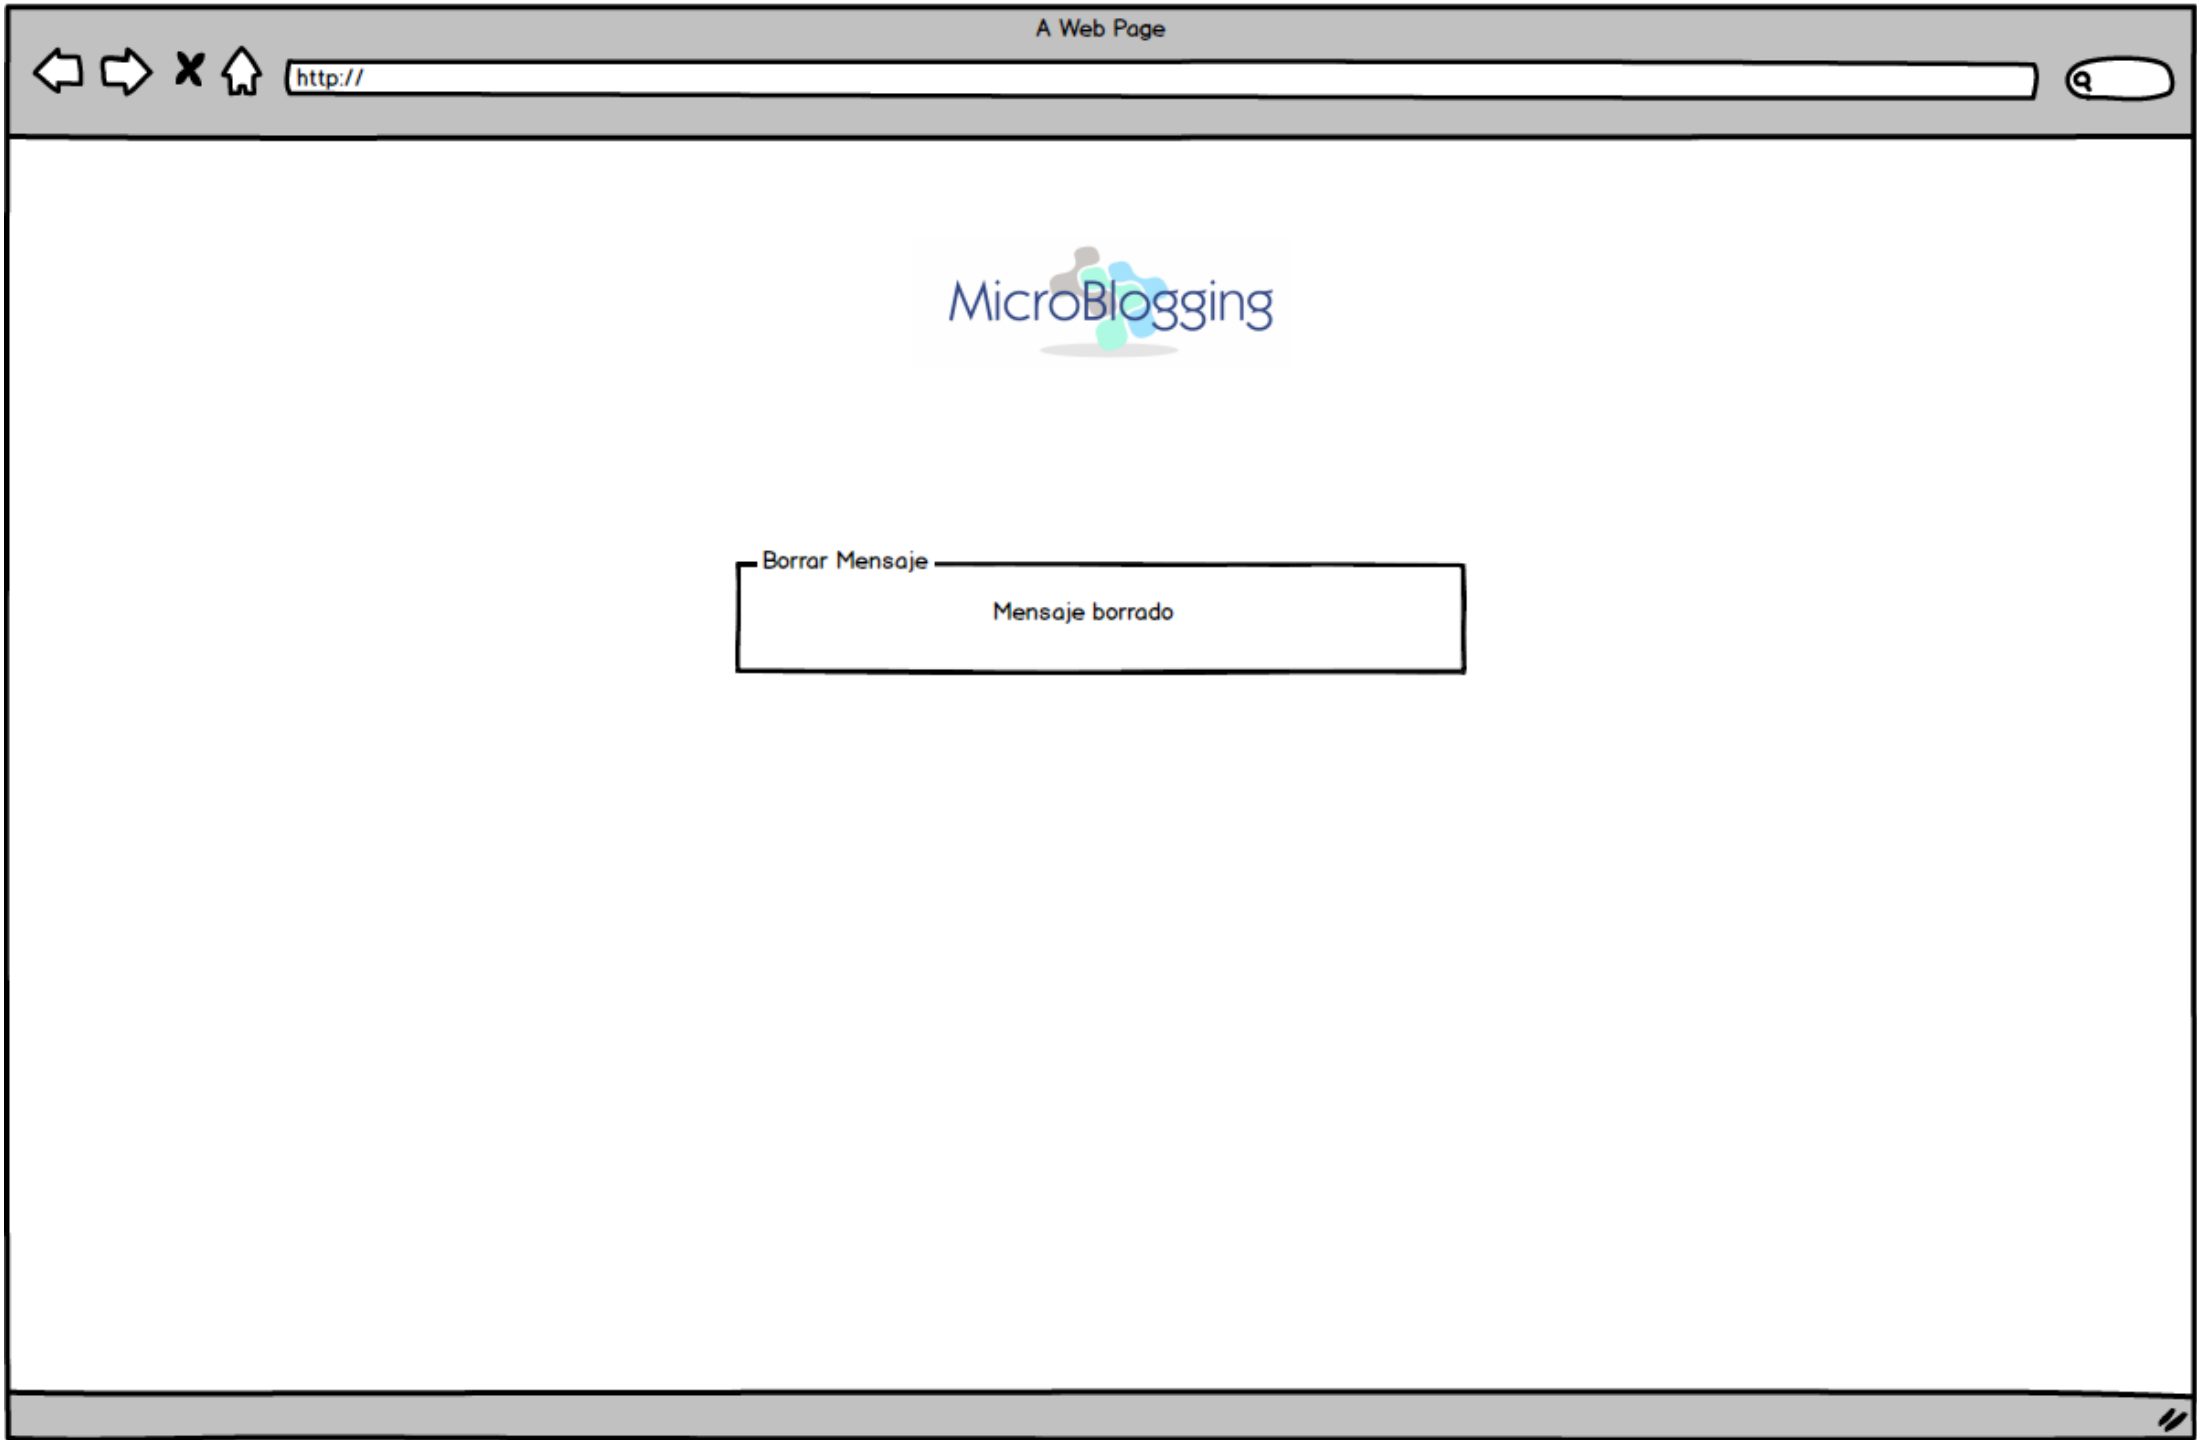 A Web Page
http://
MicroBlogging
Borrar Mensaje
Mensaje borrado